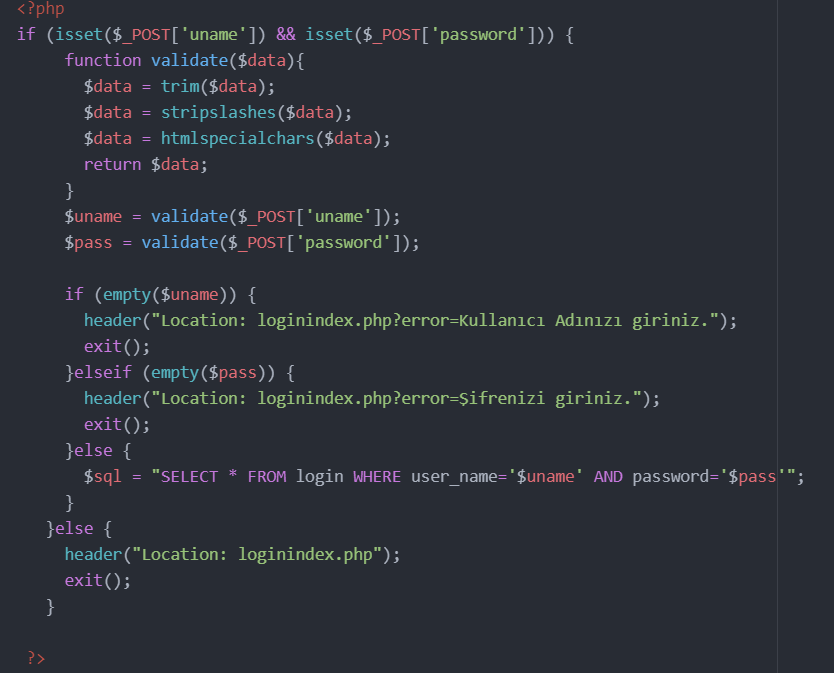 <?php
if (isset($_POST['uname']) && isset($_POST['password'])) {
function validate($data){
$data = trim($data);
$data = stripslashes($data);
$data = htmlspecialchars($data);
return $data;
}
$uname = validate($_POST['uname']);
$pass = validate($_POST['password']);
if (empty($uname)) {
header("Location: loginindex.php?error=Kullanıcı Adınızı giriniz.");
exit();
}elseif (empty($pass)) {
header("Location: loginindex.php?error=Şifrenizi giriniz.");
exit();
}else {
$sql = "SELECT * FROM login WHERE user_name='$uname' AND password='$pass'";
}
}else {
header("Location: loginindex.php");
exit();
}
?>